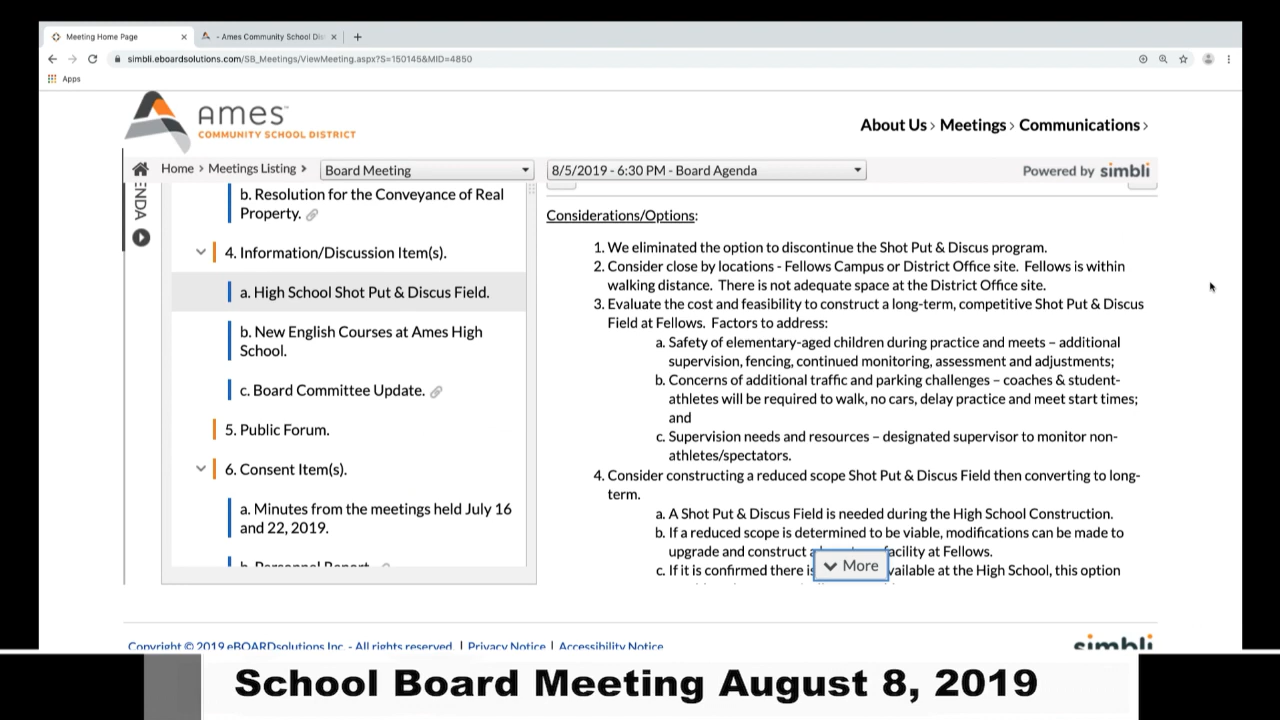 Meeting Home Page
- Ames Community School Dis
simbli.eboardsolutions.com/SB_Meetings/ViewMeeting.aspx?S=150145&MID=4850
Apps
AMES™
COMMUNITY SCHOOL DISTRICT
About Us > Meetings > Communications >
Home > Meetings Listing >
Board Meeting
8/5/2019 - 6:30 PM - Board Agenda
Powered by simbli
ENDA
b. Resolution for the Conveyance of Real
Property.
4. Information/Discussion Item(s).
a. High School Shot Put & Discus Field.
b. New English Courses at Ames High
School.
c. Board Committee Update.
5. Public Forum.
6. Consent Item(s).
a. Minutes from the meetings held July 16
and 22, 2019.
b. Personnel Report.
Considerations/Options:
1. We eliminated the option to discontinue the Shot Put & Discus program.
2. Consider close by locations - Fellows Campus or District Office site. Fellows is within
walking distance. There is not adequate space at the District Office site.
3. Evaluate the cost and feasibility to construct a long-term, competitive Shot Put & Discus
Field at Fellows. Factors to address:
a. Safety of elementary-aged children during practice and meets – additional
supervision, fencing, continued monitoring, assessment and adjustments;
b. Concerns of additional traffic and parking challenges – coaches & student-
athletes will be required to walk, no cars, delay practice and meet start times;
and
c. Supervision needs and resources – designated supervisor to monitor non-
athletes/spectators.
4. Consider constructing a reduced scope Shot Put & Discus Field then converting to long-
term.
a. A Shot Put & Discus Field is needed during the High School Construction.
b. If a reduced scope is determined to be viable, modifications can be made to
upgrade and construct a facility at Fellows.
c. If it is confirmed there is available at the High School, this option
More
Copyright © 2019 eBOARDsolutions Inc. - All rights reserved. | Privacy Notice | Accessibility Notice
simbli
School Board Meeting August 8, 2019